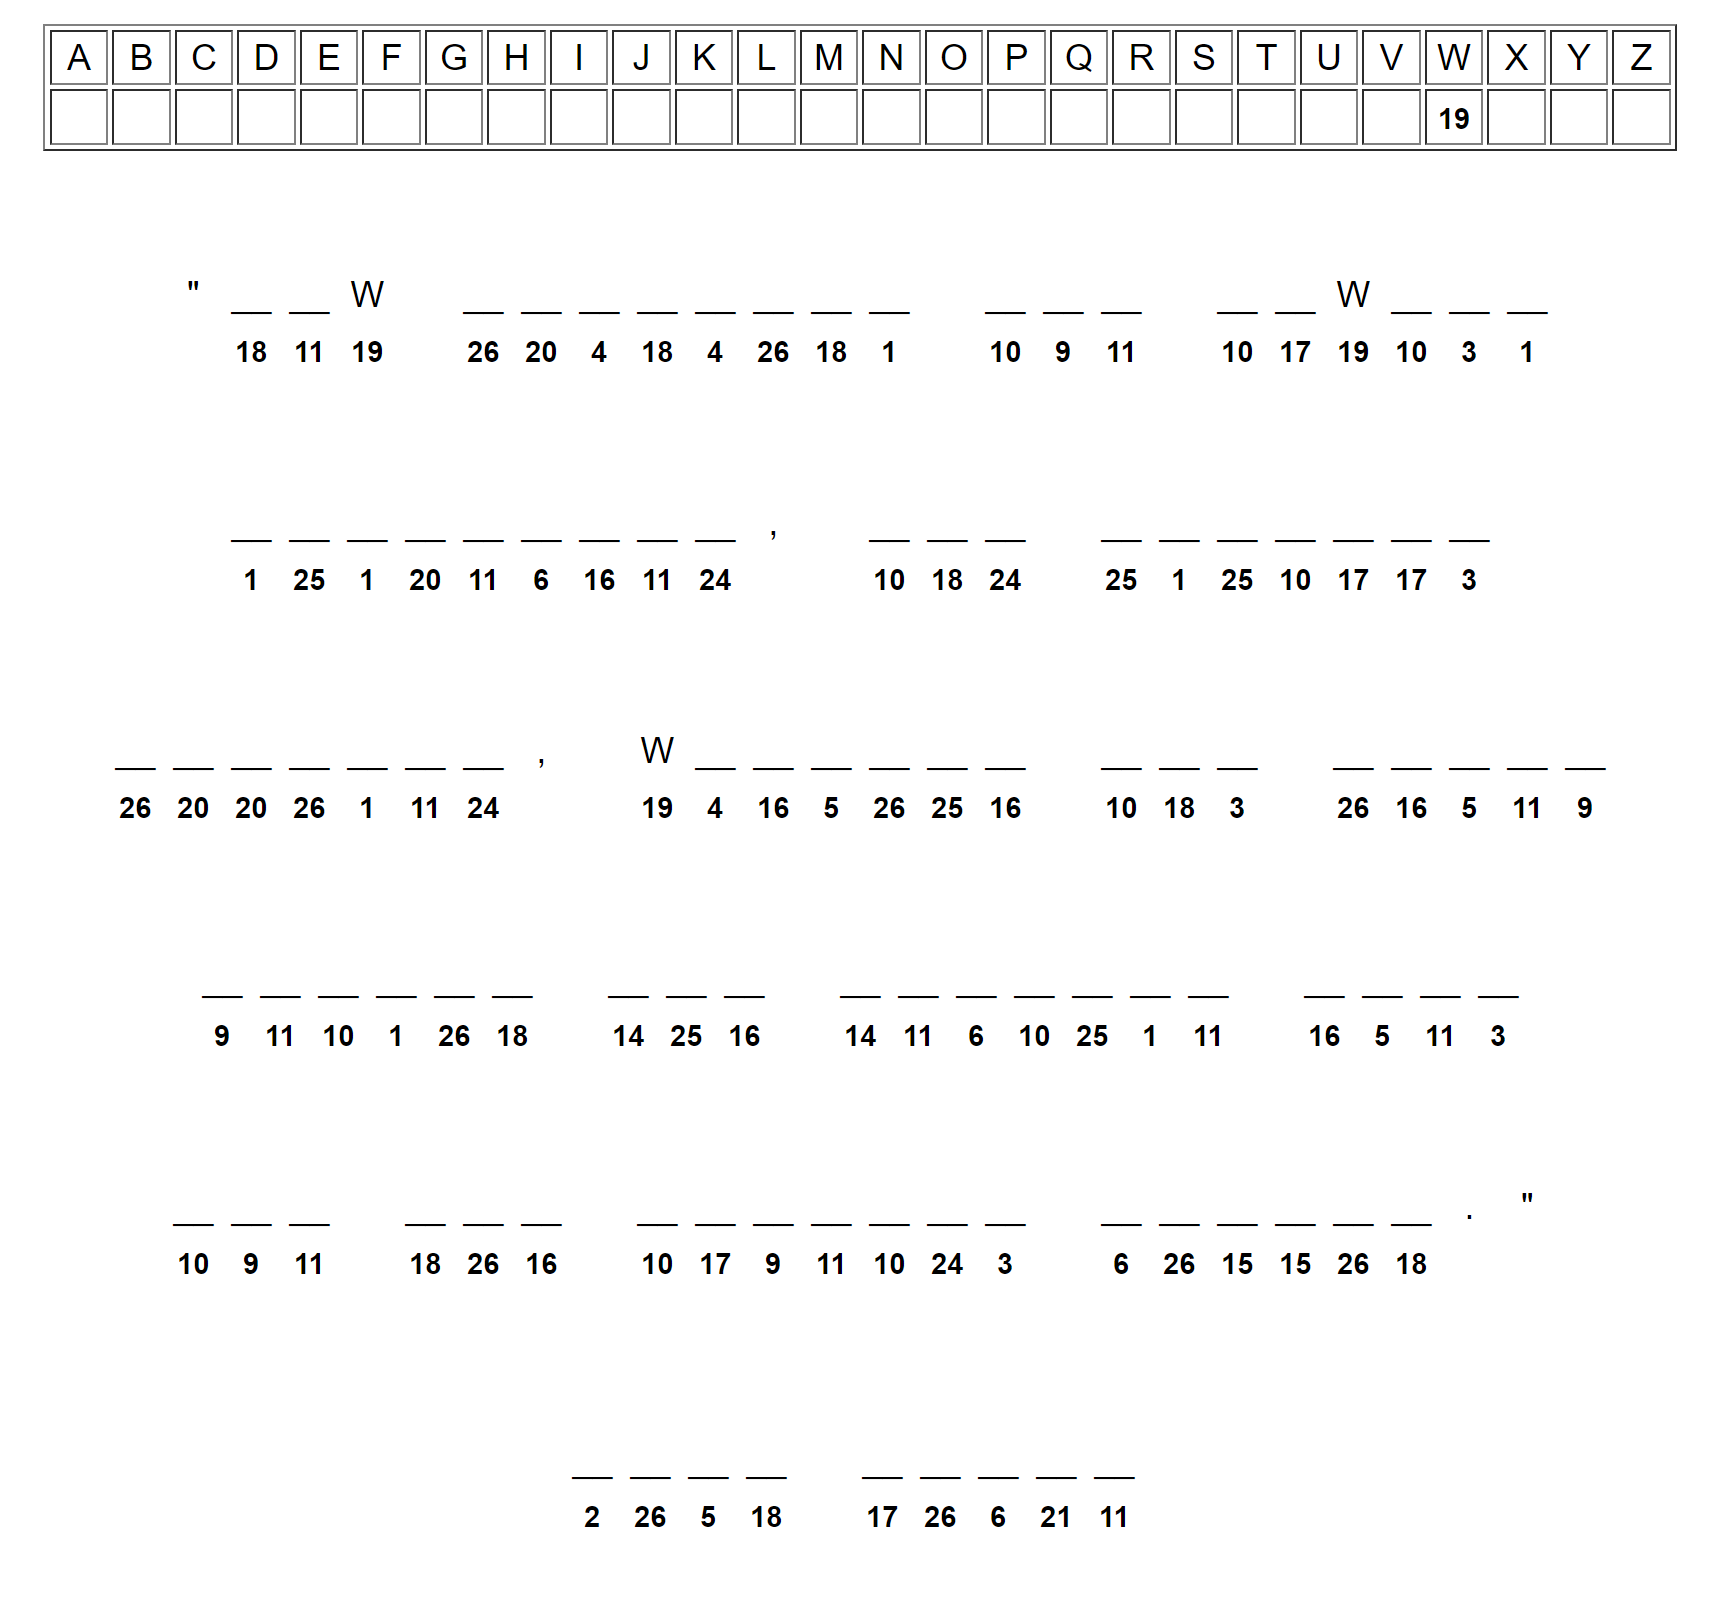 A B C D E F G H I J K L M N O P Q R S T U V W X Y Z
19
" __ __ W __ __ __ __ __ __ __ __ __ __ __ __ __ W __ __ __
18 11 19 26 20 4 18 4 26 18 1 10 9 11 10 17 19 10 3 1
__ __ __ __ __ __ __ __ __ , __ __ __ __ __ __ __ __ __ __
1 25 1 20 11 6 16 11 24 10 18 24 25 1 25 10 17 17 3
__ __ __ __ __ __ __ , W __ __ __ __ __ __ __ __ __ __ __ __ __ __
26 20 20 26 1 11 24 19 4 16 5 26 25 16 10 18 3 26 16 5 11 9
__ __ __ __ __ __ __ __ __ __ __ __ __ __ __ __ __ __ __ __
9 11 10 1 26 18 14 25 16 14 11 6 10 25 1 11 16 5 11 3
__ __ __ __ __ __ __ __ __ __ __ __ __ __ __ __ __ __ __ . "
10 9 11 18 26 16 10 17 9 11 10 24 3 6 26 15 15 26 18
__ __ __ __ __ __ __ __ __
2 26 5 18 17 26 6 21 11